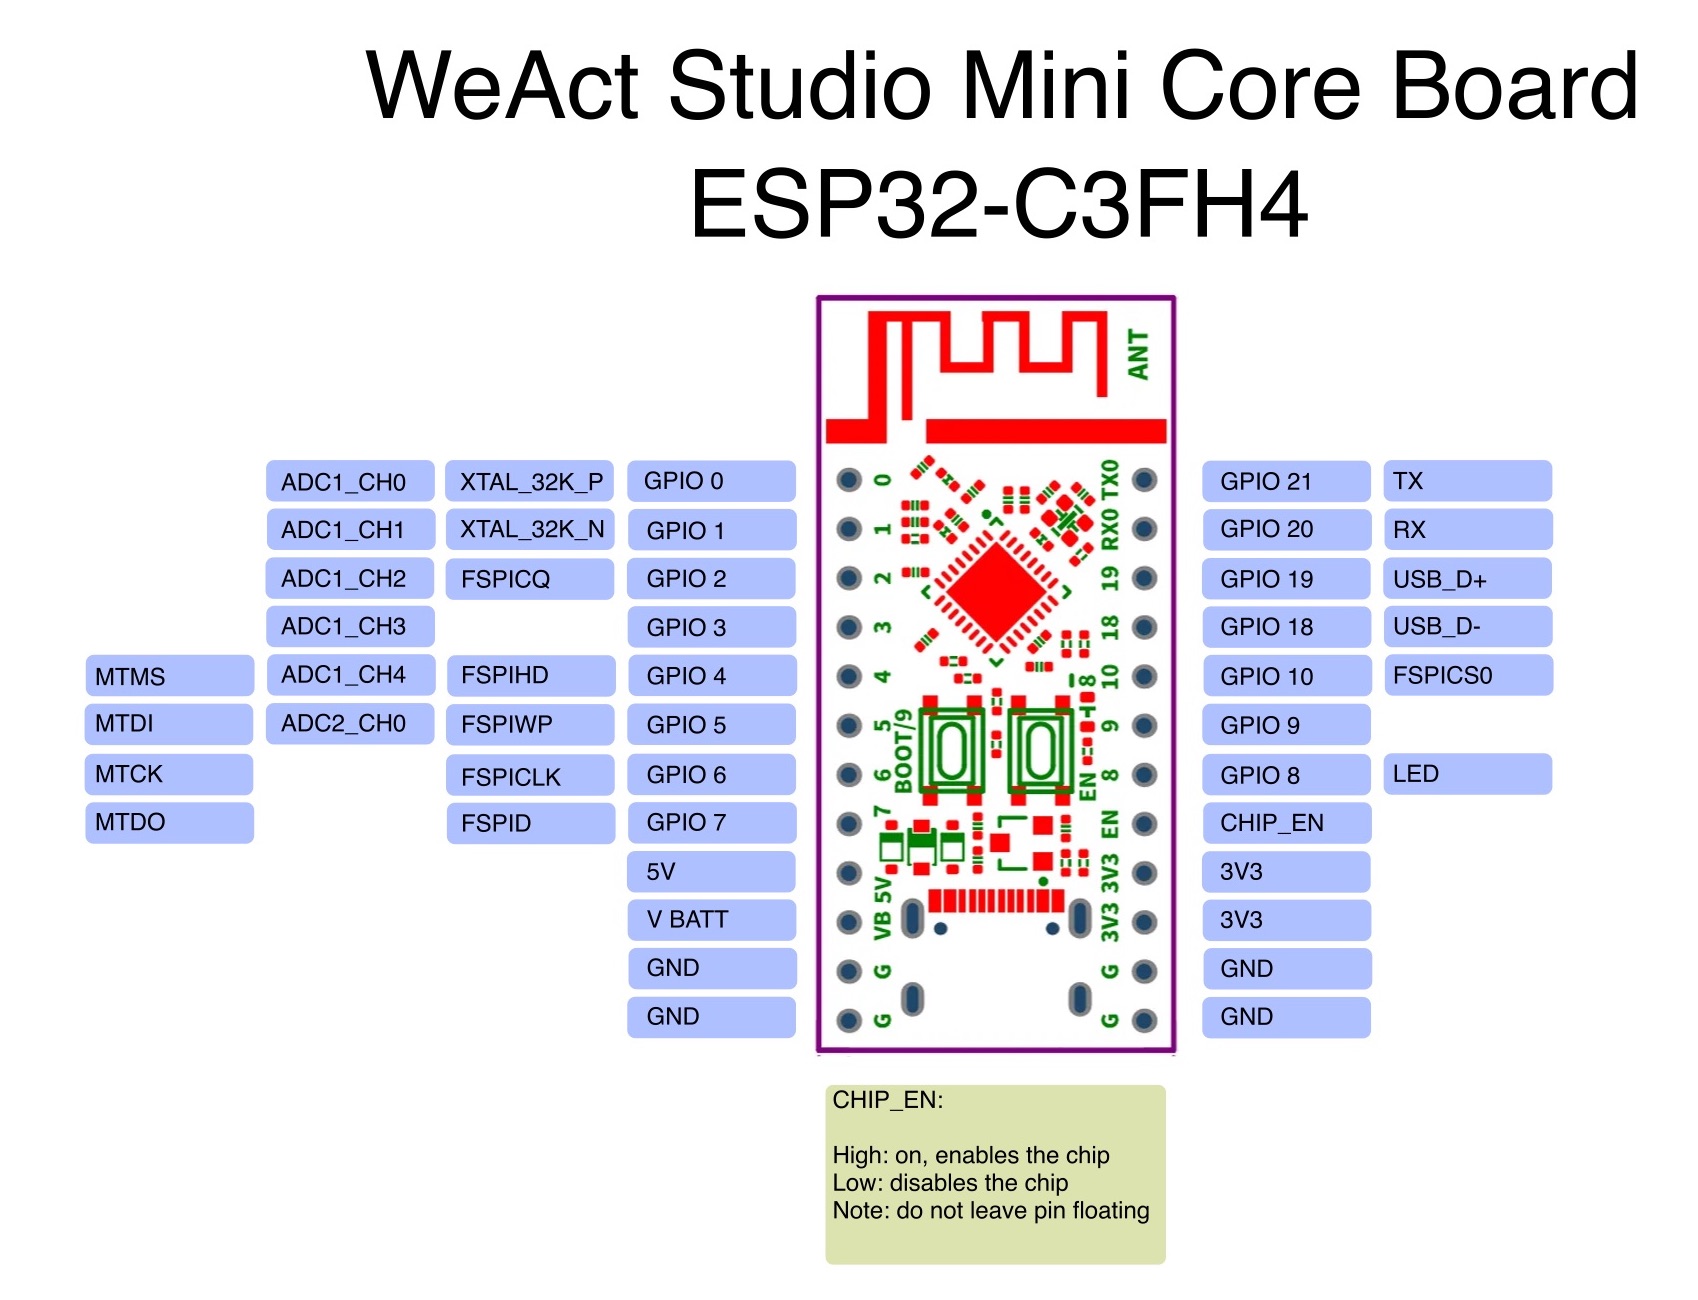 WeAct Studio Mini Core Board
ESP32-C3FH4
ANT
ADC1_CH0 XTAL_32K_P GPIO 0 0 TX0 GPIO 21 TX
ADC1_CH1 XTAL_32K_N GPIO 1 1 RX0 GPIO 20 RX
ADC1_CH2 FSPICQ GPIO 2 2 19 GPIO 19 USB_D+
ADC1_CH3 GPIO 3 3 18 GPIO 18 USB_D-
MTMS ADC1_CH4 FSPIHD GPIO 4 4 8 10 GPIO 10 FSPICS0
MTDI ADC2_CH0 FSPIWP GPIO 5 5 BOOT/9 9 GPIO 9
MTCK FSPICLK GPIO 6 6 EN 8 GPIO 8 LED
MTDO FSPID GPIO 7 7 EN CHIP_EN
5V 5V 3V3 3V3
V BATT VB 3V3 3V3
GND G G GND
GND G G GND
CHIP_EN:
High: on, enables the chip
Low: disables the chip
Note: do not leave pin floating